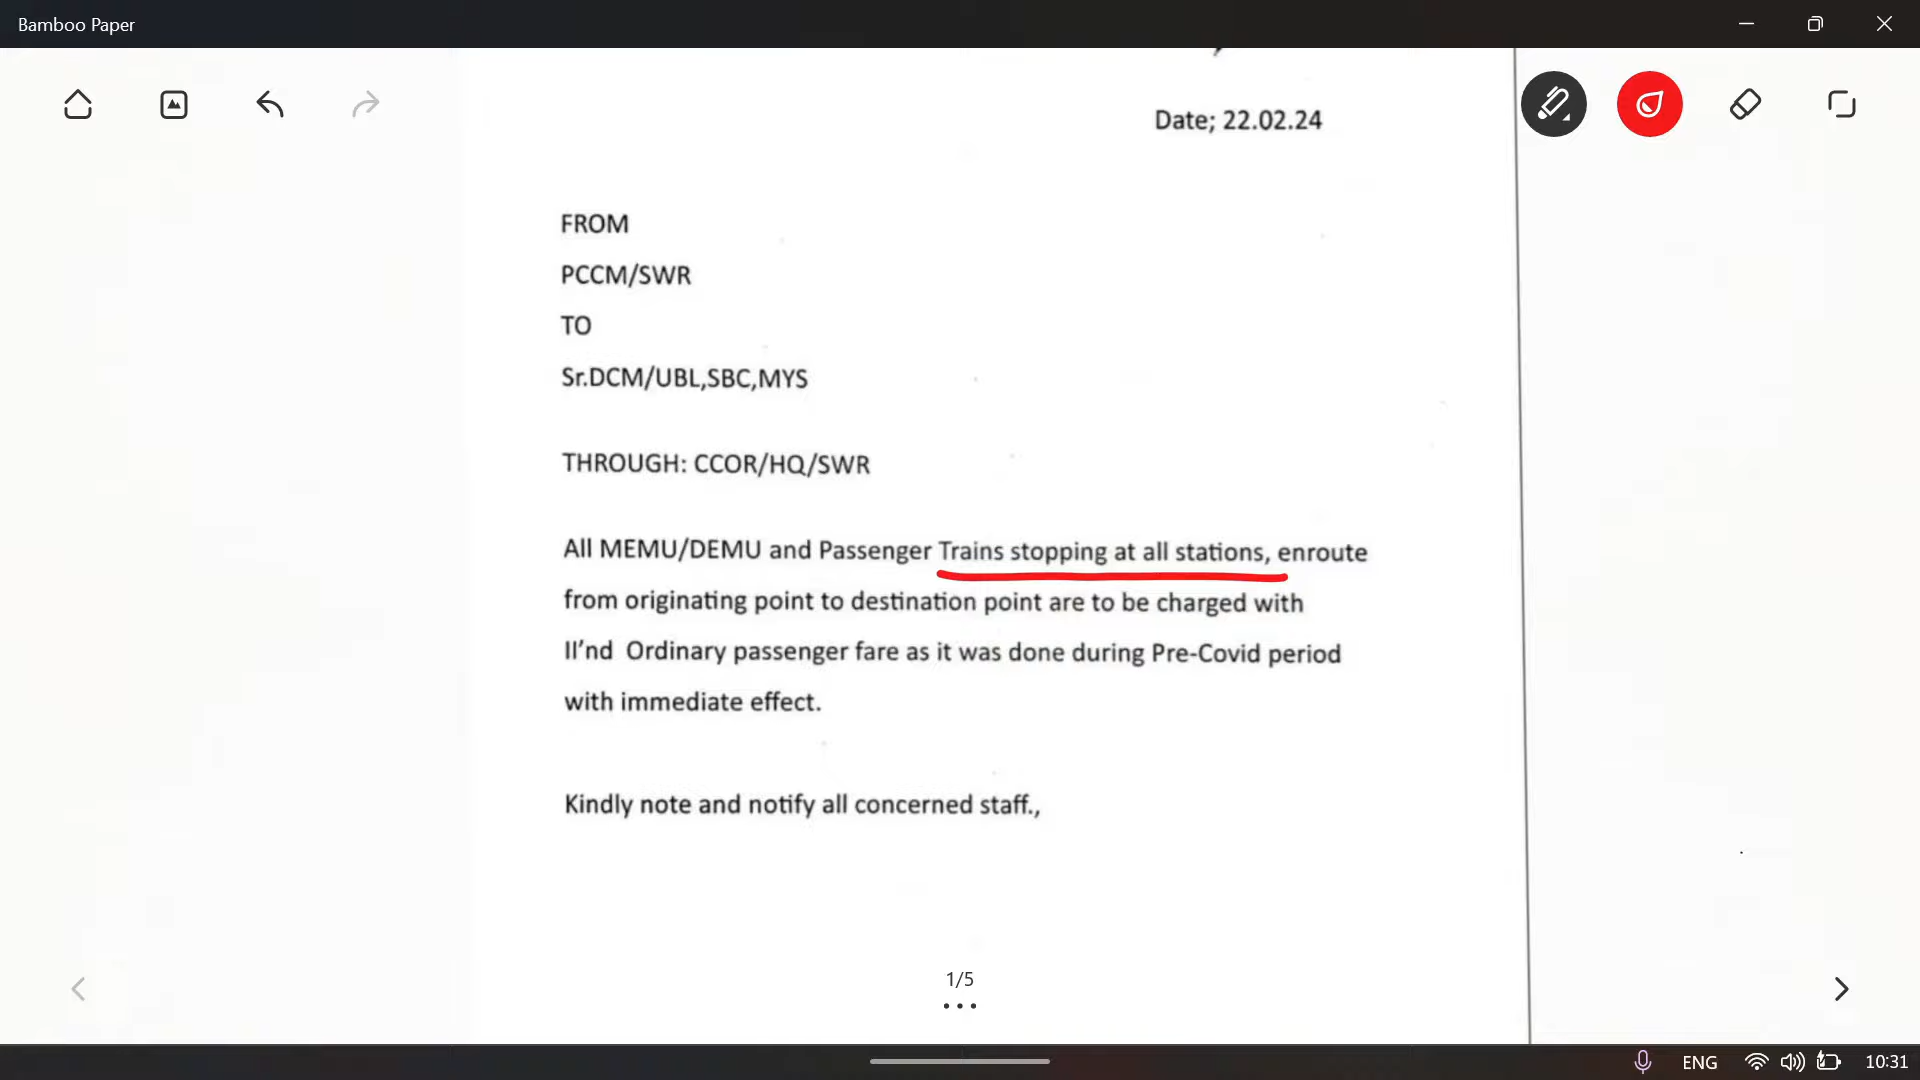 Bamboo Paper
Date; 22.02.24
FROM
PCCM/SWR
TO
Sr.DCM/UBL,SBC,MYS
THROUGH: CCOR/HQ/SWR
All MEMU/DEMU and Passenger Trains stopping at all stations, enroute
from originating point to destination point are to be charged with
II'nd Ordinary passenger fare as it was done during Pre-Covid period
with immediate effect.
Kindly note and notify all concerned staff.,
1/5
ENG
10:31